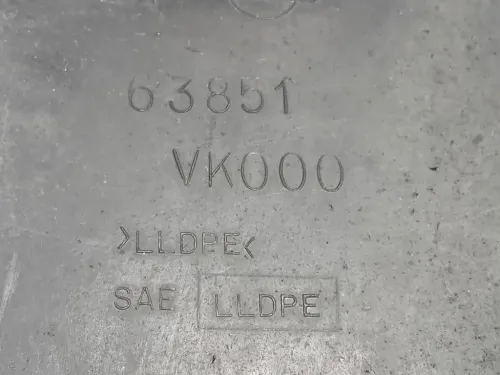 63851
VK000
>LLDPE<
SAE LLDPE